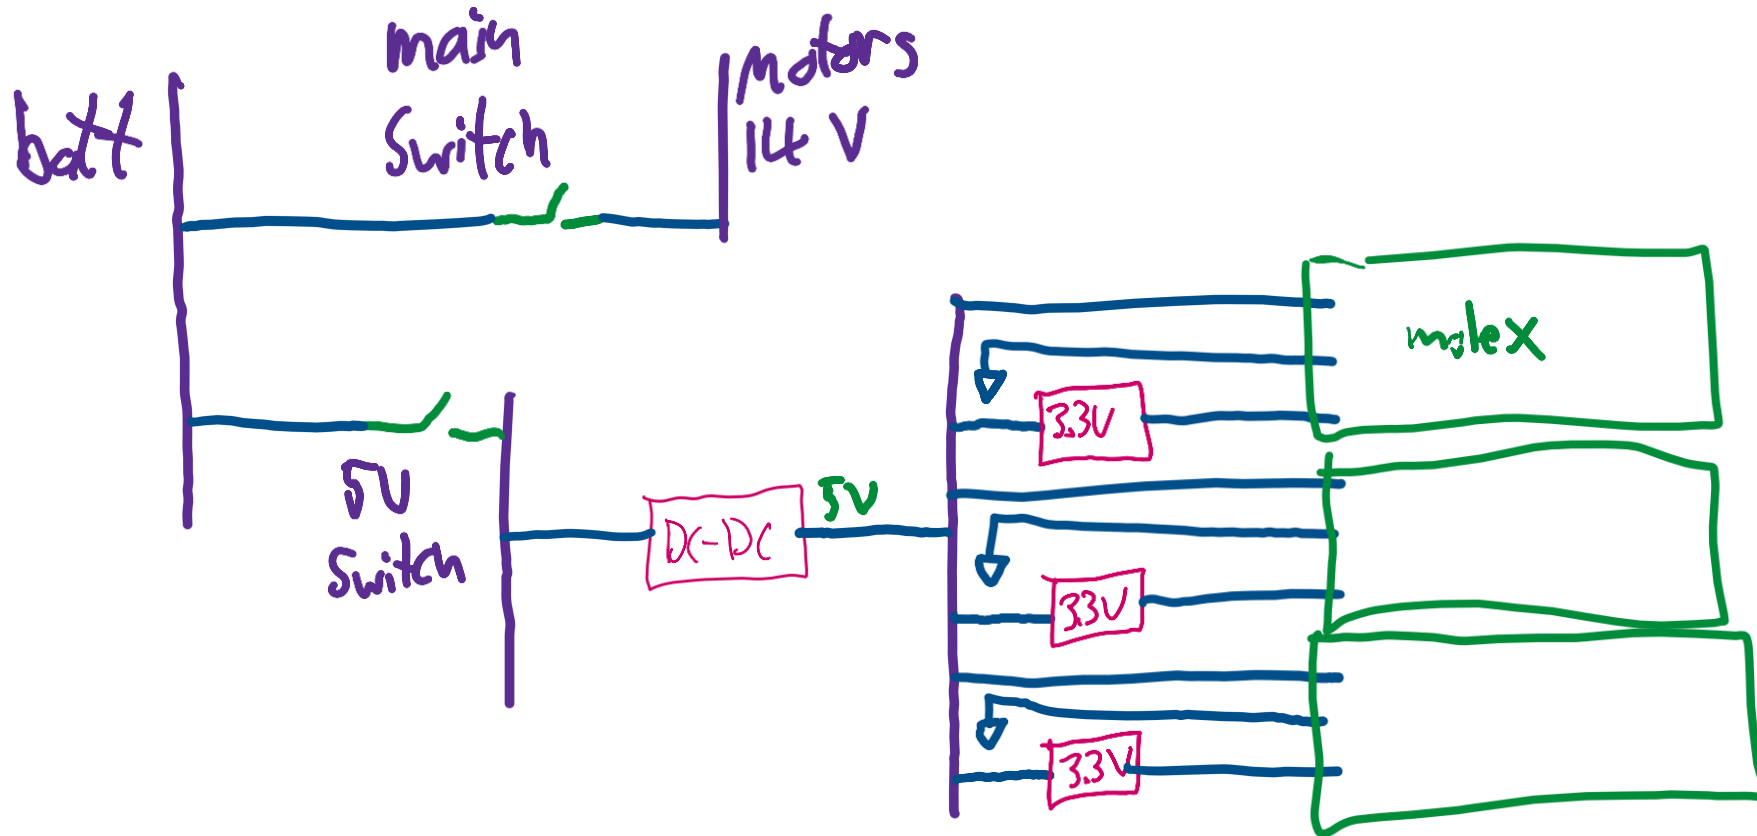 batt
main
Switch
Motors
14 V
5V
Switch
DC-DC
5V
3.3V
3.3V
3.3V
molex